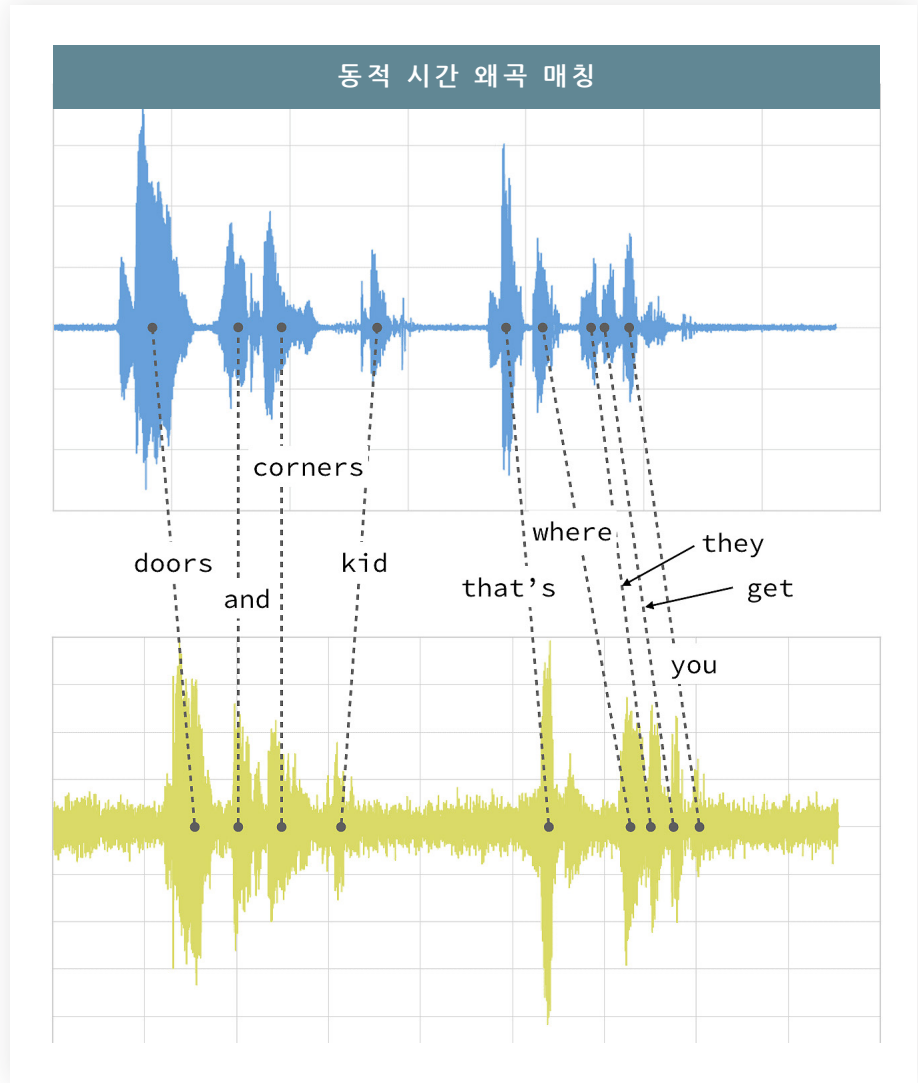 동적 시간 왜곡 매칭
corners
where
they
doors
kid
that’s
get
and
you